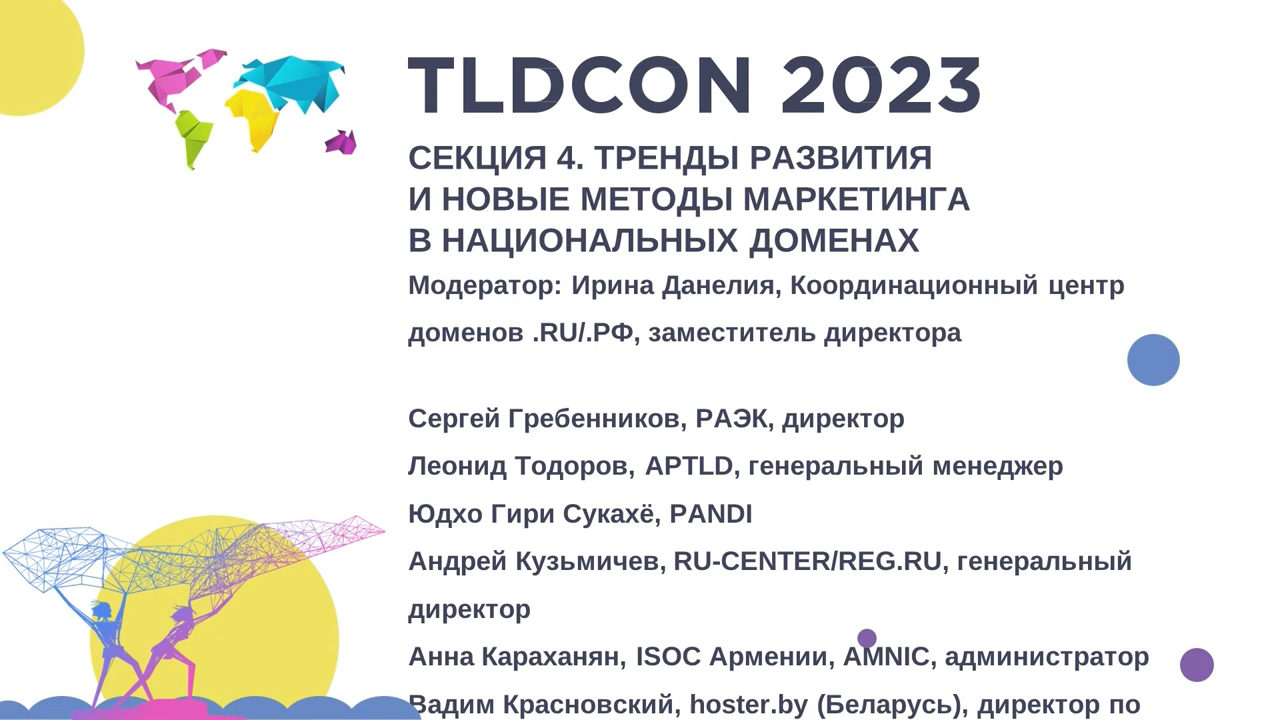 TLDCON 2023
СЕКЦИЯ 4. ТРЕНДЫ РАЗВИТИЯ
И НОВЫЕ МЕТОДЫ МАРКЕТИНГА
В НАЦИОНАЛЬНЫХ ДОМЕНАХ
Модератор: Ирина Данелия, Координационный центр
доменов .RU/.РФ, заместитель директора
Сергей Гребенников, РАЭК, директор
Леонид Тодоров, APTLD, генеральный менеджер
Юдхо Гири Сукахё, PANDI
Андрей Кузьмичев, RU-CENTER/REG.RU, генеральный
директор
Анна Караханян, ISOC Армении, AMNIC, администратор
Вадим Красновский, hoster.by (Беларусь), директор по